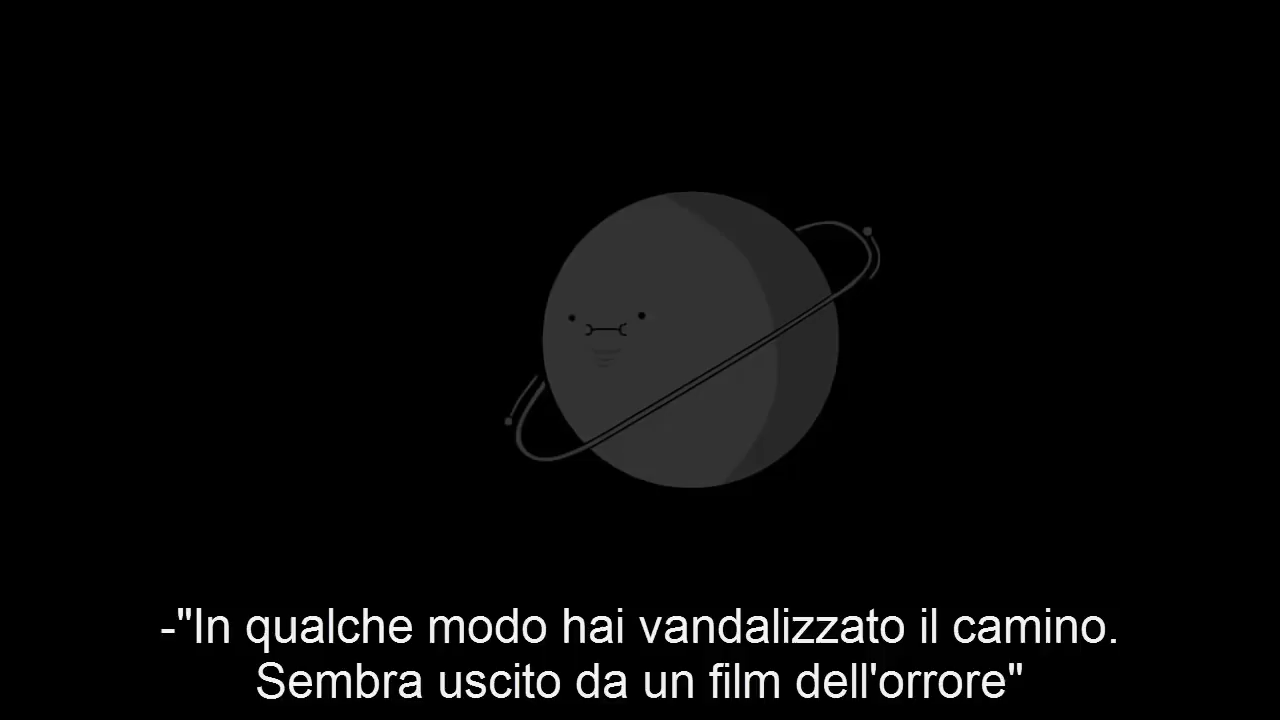 -"In qualche modo hai vandalizzato il camino.
Sembra uscito da un film dell'orrore"